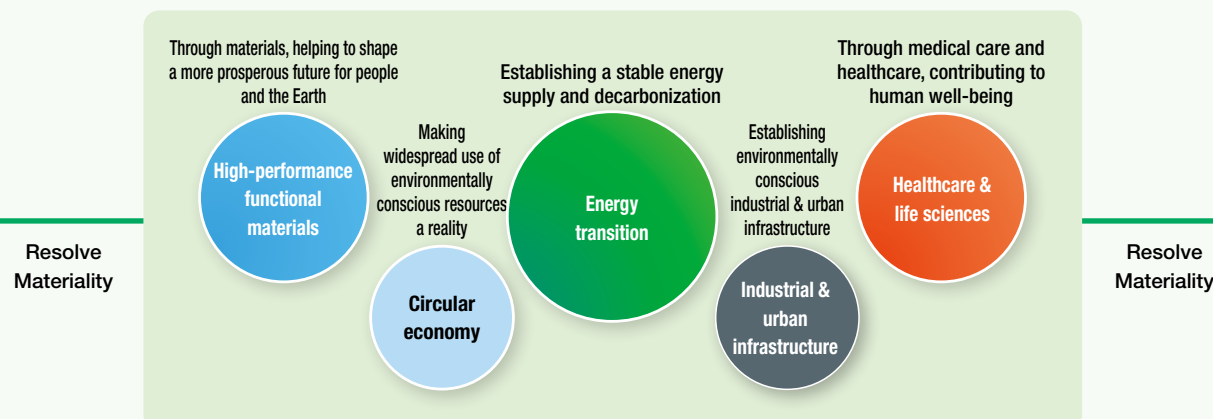 Through materials, helping to shape
a more prosperous future for people
and the Earth
High-performance
functional
materials
Making
widespread use of
environmentally
conscious resources
a reality
Circular
economy
Establishing a stable energy
supply and decarbonization
Energy
transition
Establishing
environmentally
conscious
industrial & urban
infrastructure
Industrial &
urban
infrastructure
Through medical care and
healthcare, contributing to
human well-being
Healthcare &
life sciences
Resolve
Materiality
Resolve
Materiality